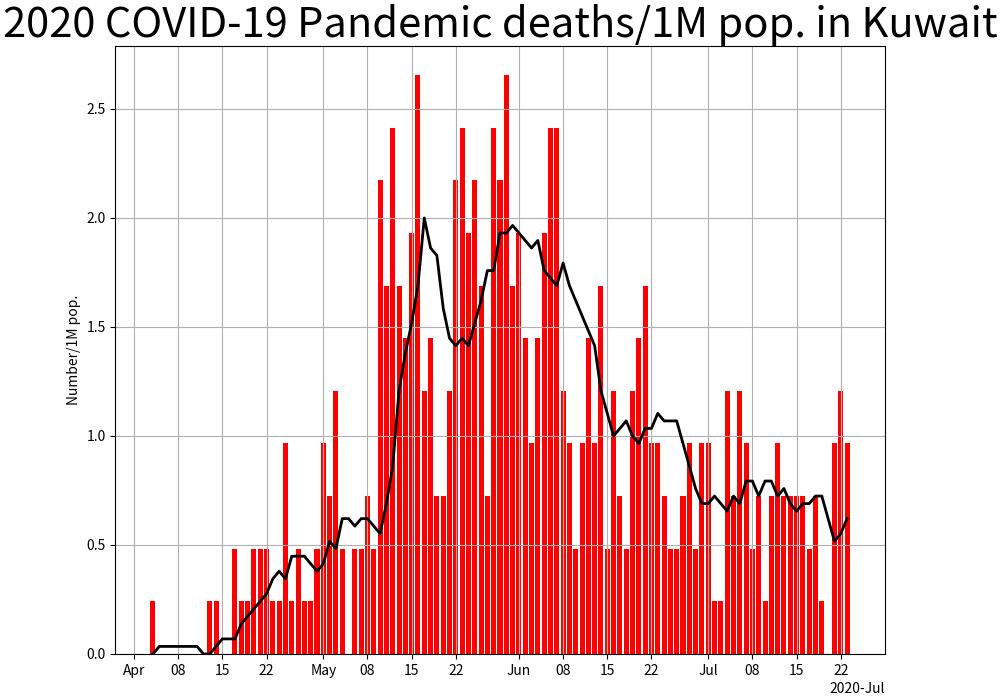 2020 COVID-19 Pandemic deaths/1M pop. in Kuwait
Number/1M pop.
2.5
2.0
1.5
1.0
0.5
0.0
Apr 08 15 22 May 08 15 22 Jun 08 15 22 Jul 08 15 22
2020-Jul